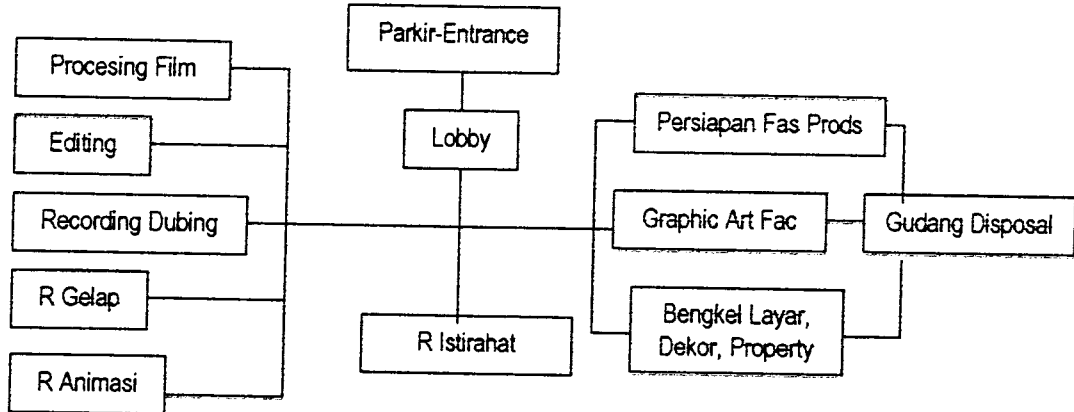 Parkir-Entrance
Procesing Film
Editing
Lobby
Persiapan Fas Prods
Recording Dubing
Graphic Art Fac
Gudang Disposal
R Gelap
R Istirahat
Bengkel Layar,
Dekor, Property
R Animasi